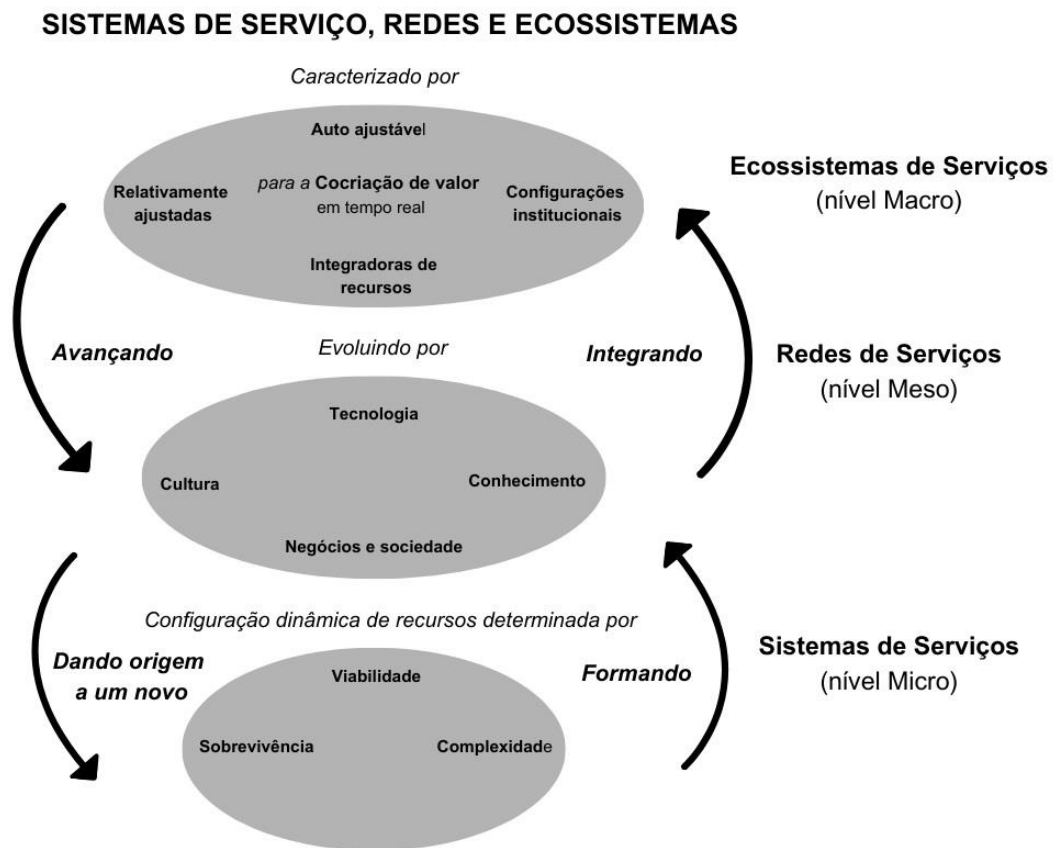 SISTEMAS DE SERVIÇO, REDES E ECOSSISTEMAS
Caracterizado por
Auto ajustável
Relativamente
ajustadas
para a Cocriação de valor
em tempo real
Configurações
institucionais
Integradoras de
recursos
Ecossistemas de Serviços
(nível Macro)
Avançando
Evoluindo por
Integrando
Redes de Serviços
(nível Meso)
Tecnologia
Cultura
Conhecimento
Negócios e sociedade
Configuração dinâmica de recursos determinada por
Dando origem
a um novo
Viabilidade
Formando
Sistemas de Serviços
(nível Micro)
Sobrevivência
Complexidade